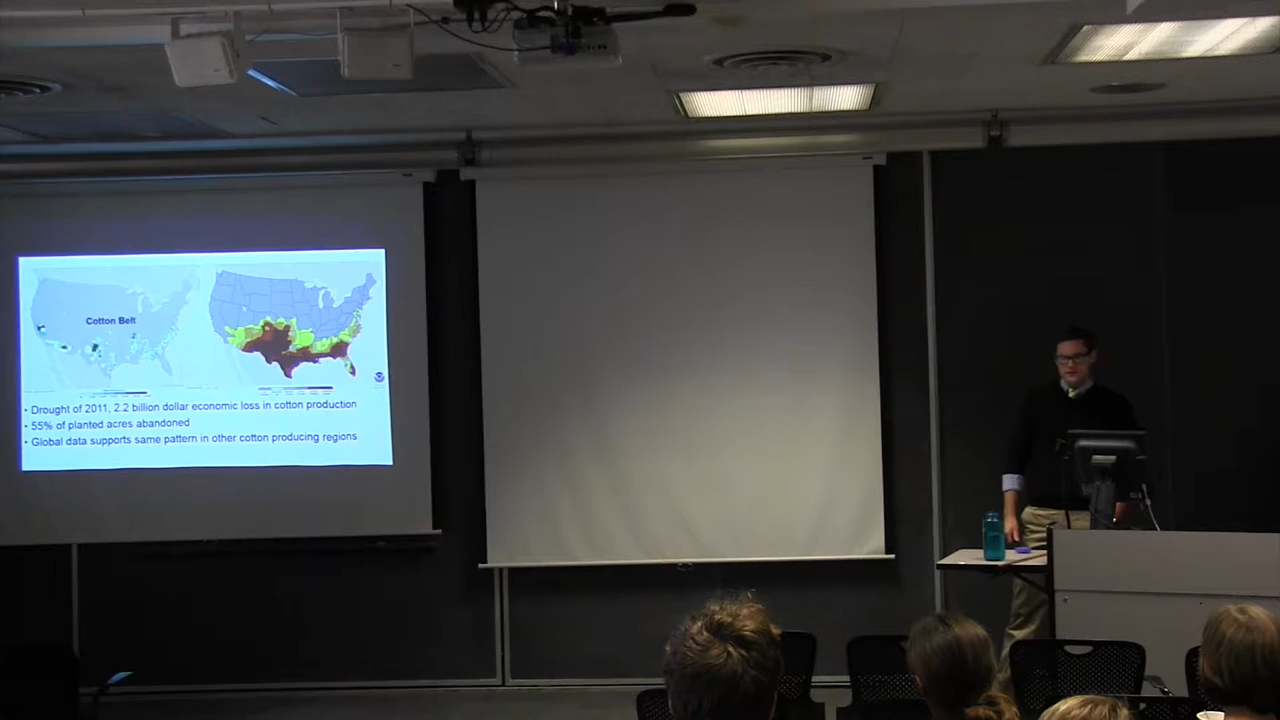 Cotton Belt
• Drought of 2011, 2.2 billion dollar economic loss in cotton production
• 55% of planted acres abandoned
• Global data supports same pattern in other cotton producing regions